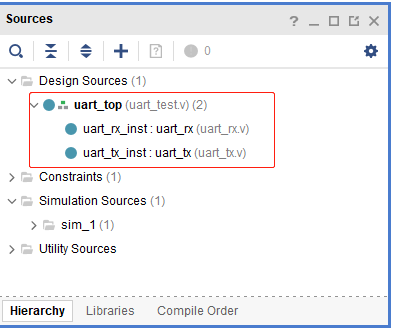 Sources
? _ □ X
0
Design Sources (1)
uart_top (uart_test.v) (2)
uart_rx_inst : uart_rx (uart_rx.v)
uart_tx_inst : uart_tx (uart_tx.v)
Constraints (1)
Simulation Sources (1)
sim_1 (1)
Utility Sources
Hierarchy Libraries Compile Order